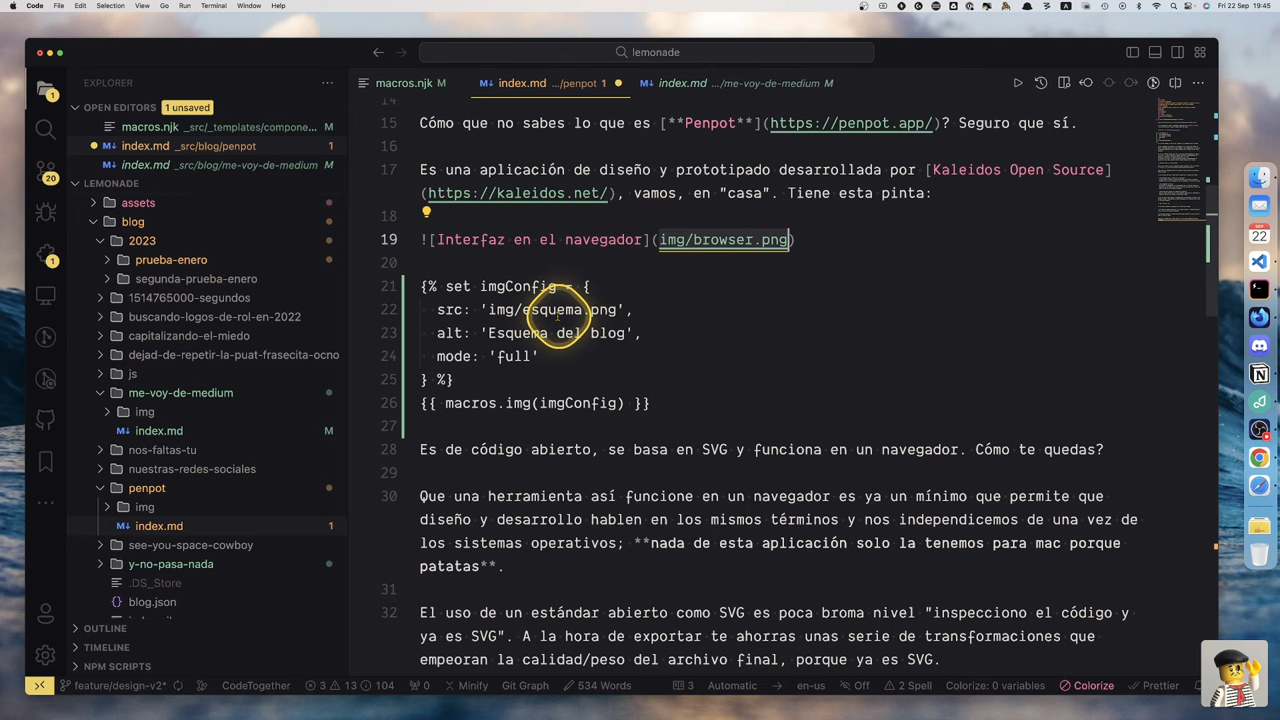 Code File Edit Selection View Go Run Terminal Window Help
Fri 22 Sep 19:45
lemonade
EXPLORER
macros.njk M
index.md .../penpot 1
index.md .../me-voy-de-medium M
OPEN EDITORS 1 unsaved
macros.njk _src/_templates/compone... M
index.md _src/blog/penpot 1
index.md _src/blog/me-voy-de-medium M
LEMONADE
assets
blog
2023
prueba-enero
segunda-prueba-enero
1514765000-segundos
buscando-logos-de-rol-en-2022
capitalizando-el-miedo
dejad-de-repetir-la-puat-frasecita-ocno
js
me-voy-de-medium
img
index.md M
nos-faltas-tu
nuestras-redes-sociales
penpot
img
index.md 1
see-you-space-cowboy
y-no-pasa-nada
.DS_Store
blog.json
OUTLINE
TIMELINE
NPM SCRIPTS
1
20
1
14
15 Cómo que no sabes lo que es [**Penpot**](https://penpot.app/)? Seguro que sí.
16
17 Es una aplicación de diseño y prototipado desarrollada por [Kaleidos Open Source]
(https://kaleidos.net/), vamos, en "casa". Tiene esta pinta:
18
19 ![Interfaz en el navegador](img/browser.png)
20
21 {% set imgConfig = {
22 src: 'img/esquema.png',
23 alt: 'Esquema del blog',
24 mode: 'full'
25 } %}
26 {{ macros.img(imgConfig) }}
27
28 Es de código abierto, se basa en SVG y funciona en un navegador. Cómo te quedas?
29
30 Que una herramienta así funcione en un navegador es ya un mínimo que permite que
diseño y desarrollo hablen en los mismos términos y nos independicemos de una vez de
los sistemas operativos; **nada de esta aplicación solo la tenemos para mac porque
patatas**.
31
32 El uso de un estándar abierto como SVG es poca broma nivel "inspecciono el código y
ya es SVG". A la hora de exportar te ahorras unas serie de transformaciones que
empeoran la calidad/peso del archivo final, porque ya es SVG.
SEP
22
feature/design-v2* CodeTogether 3 13 104 0 Minify Git Graph 534 Words 3 Automatic en-us Off 2 Spell Colorize: 0 variables Colorize Prettier